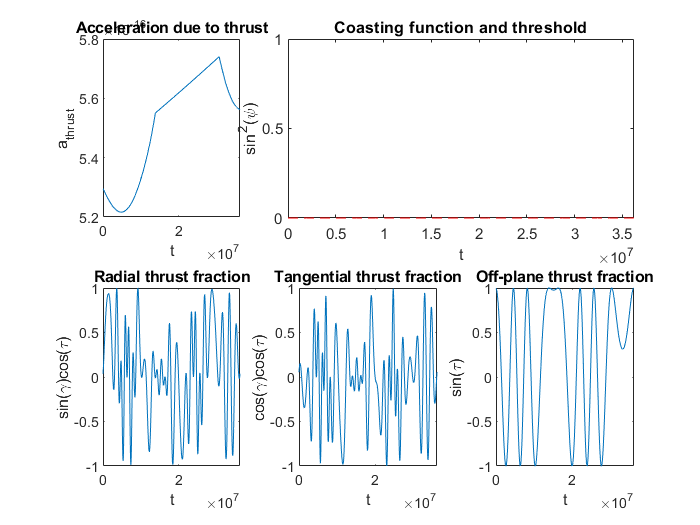 Acceleration due to thrust
5.8
5.6
5.4
5.2
a_thrust
0
2
t
×10^7
Coasting function and threshold
1
0.5
0
sin^2(ψ)
0
0.5
1
1.5
2
2.5
3
3.5
t
×10^7
Radial thrust fraction
1
0.5
0
-0.5
-1
sin(γ)cos(τ)
0
2
t
×10^7
Tangential thrust fraction
1
0.5
0
-0.5
-1
cos(γ)cos(τ)
0
2
t
×10^7
Off-plane thrust fraction
1
0.5
0
-0.5
-1
sin(τ)
0
2
t
×10^7